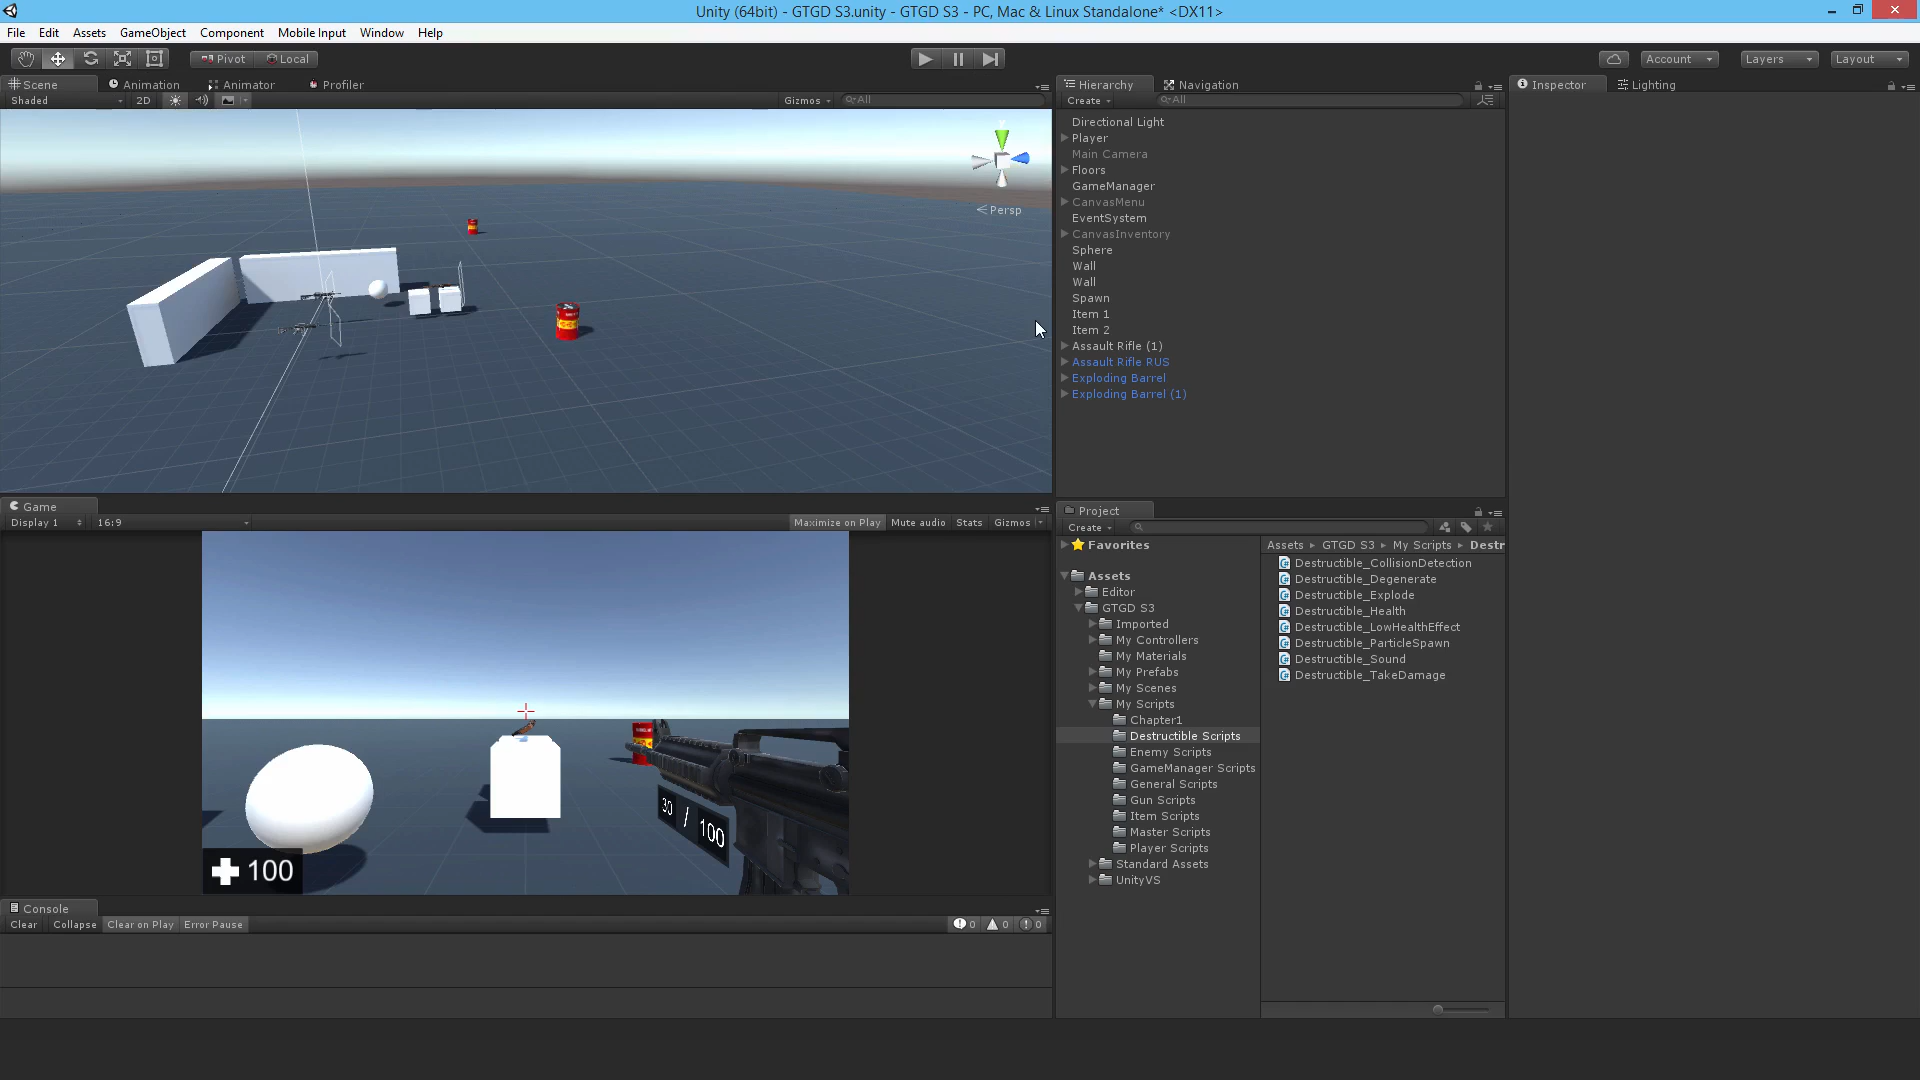 Unity (64bit) - GTGD S3.unity - GTGD S3 - PC, Mac & Linux Standalone* <DX11>
File Edit Assets GameObject Component Mobile Input Window Help
Pivot Local Account Layers Layout
Scene Animation Animator Profiler
Shaded 2D Gizmos All
Persp
Hierarchy Navigation
Create All
Directional Light
Player
Main Camera
Floors
GameManager
CanvasMenu
EventSystem
CanvasInventory
Sphere
Wall
Wall
Spawn
Item 1
Item 2
Assault Rifle (1)
Assault Rifle RUS
Exploding Barrel
Exploding Barrel (1)
Inspector Lighting
Game
Display 1 16:9 Maximize on Play Mute audio Stats Gizmos
30 / 100
100
Console
Clear Collapse Clear on Play Error Pause 0 0 0
Project
Create
Favorites
Assets
Editor
GTGD S3
Imported
My Controllers
My Materials
My Prefabs
My Scenes
My Scripts
Chapter1
Destructible Scripts
Enemy Scripts
GameManager Scripts
General Scripts
Gun Scripts
Item Scripts
Master Scripts
Player Scripts
Standard Assets
UnityVS
Assets GTGD S3 My Scripts Destr
Destructible_CollisionDetection
Destructible_Degenerate
Destructible_Explode
Destructible_Health
Destructible_LowHealthEffect
Destructible_ParticleSpawn
Destructible_Sound
Destructible_TakeDamage